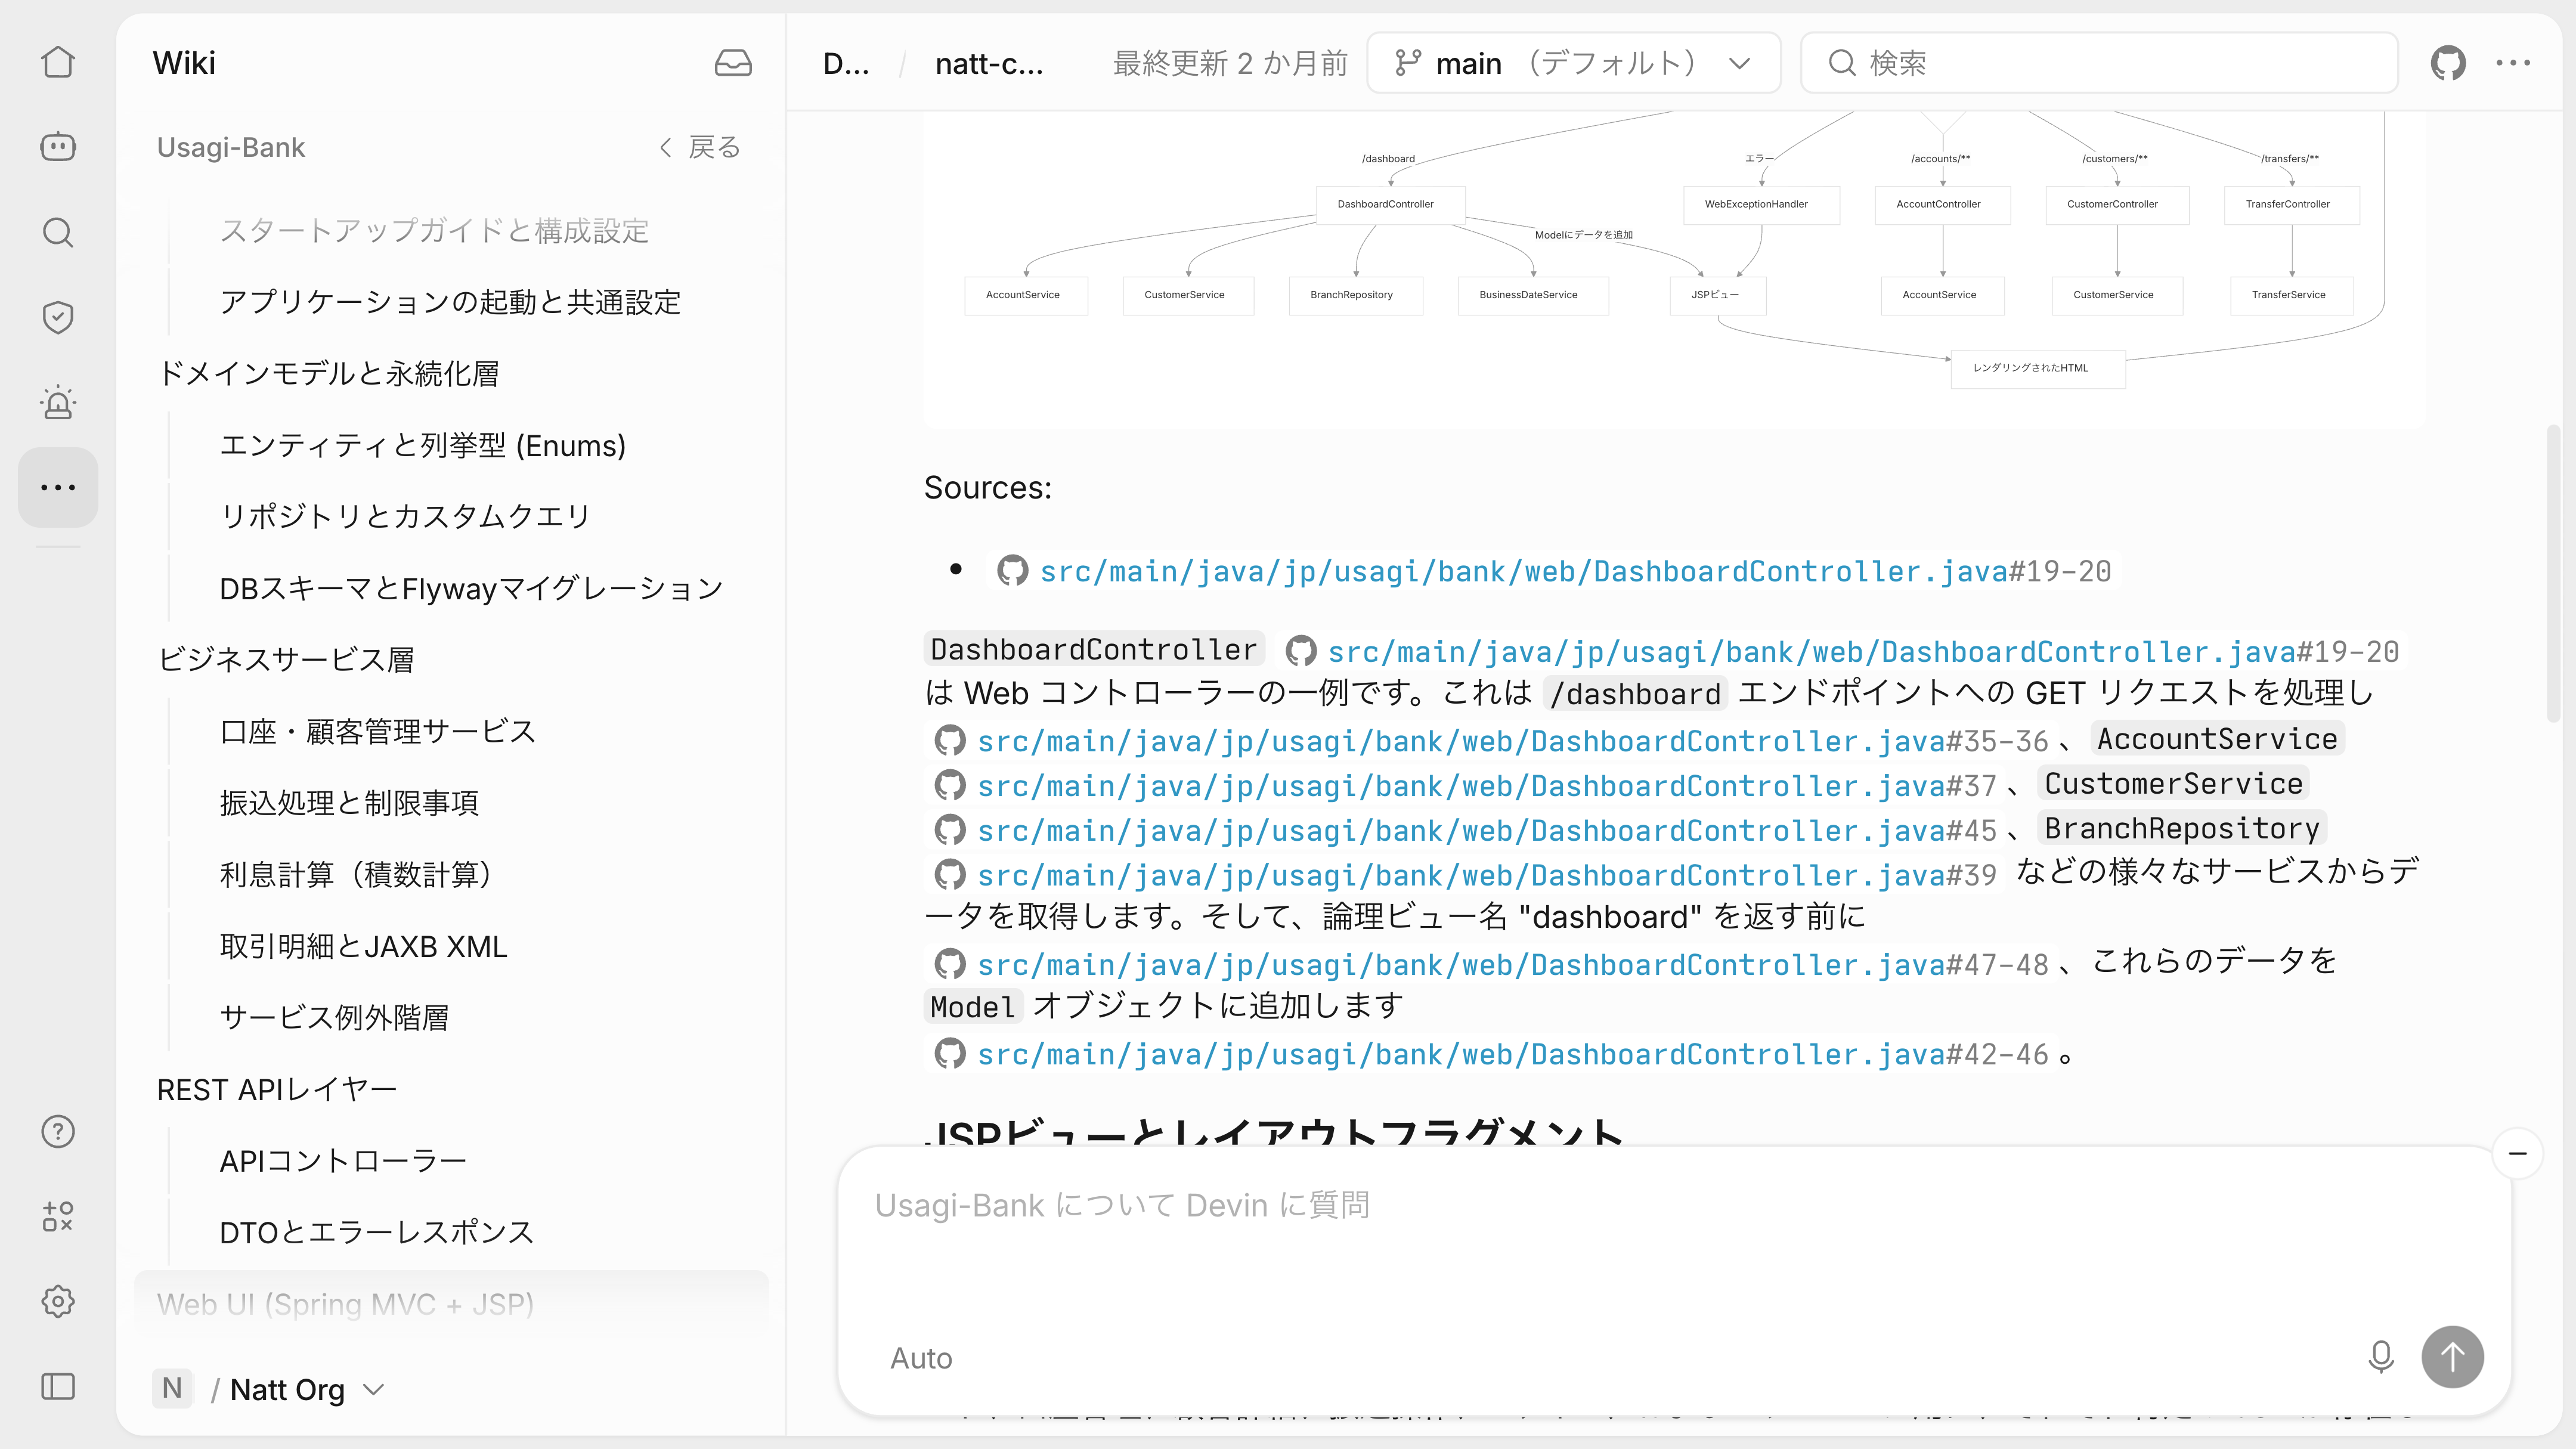 Wiki
Usagi-Bank
戻る
スタートアップガイドと構成設定
アプリケーションの起動と共通設定
ドメインモデルと永続化層
エンティティと列挙型 (Enums)
リポジトリとカスタムクエリ
DBスキーマとFlywayマイグレーション
ビジネスサービス層
口座・顧客管理サービス
振込処理と制限事項
利息計算（積数計算）
取引明細とJAXB XML
サービス例外階層
REST APIレイヤー
APIコントローラー
DTOとエラーレスポンス
Web UI (Spring MVC + JSP)
N / Natt Org
D... / natt-c...
最終更新 2 か月前
main （デフォルト）
検索
/dashboard
エラー
/accounts/**
/customers/**
/transfers/**
DashboardController
WebExceptionHandler
AccountController
CustomerController
TransferController
Modelにデータを追加
AccountService
CustomerService
BranchRepository
BusinessDateService
JSPビュー
AccountService
CustomerService
TransferService
レンダリングされたHTML
Sources:
• src/main/java/jp/usagi/bank/web/DashboardController.java#19-20
DashboardController src/main/java/jp/usagi/bank/web/DashboardController.java#19-20
は Web コントローラーの一例です。これは /dashboard エンドポイントへの GET リクエストを処理し
src/main/java/jp/usagi/bank/web/DashboardController.java#35-36 、AccountService
src/main/java/jp/usagi/bank/web/DashboardController.java#37 、CustomerService
src/main/java/jp/usagi/bank/web/DashboardController.java#45 、BranchRepository
src/main/java/jp/usagi/bank/web/DashboardController.java#39 などの様々なサービスからデ
ータを取得します。そして、論理ビュー名 "dashboard" を返す前に
src/main/java/jp/usagi/bank/web/DashboardController.java#47-48 、これらのデータを
Model オブジェクトに追加します
src/main/java/jp/usagi/bank/web/DashboardController.java#42-46 。
JSPビューとレイアウトフラグメント
Usagi-Bank について Devin に質問
Auto